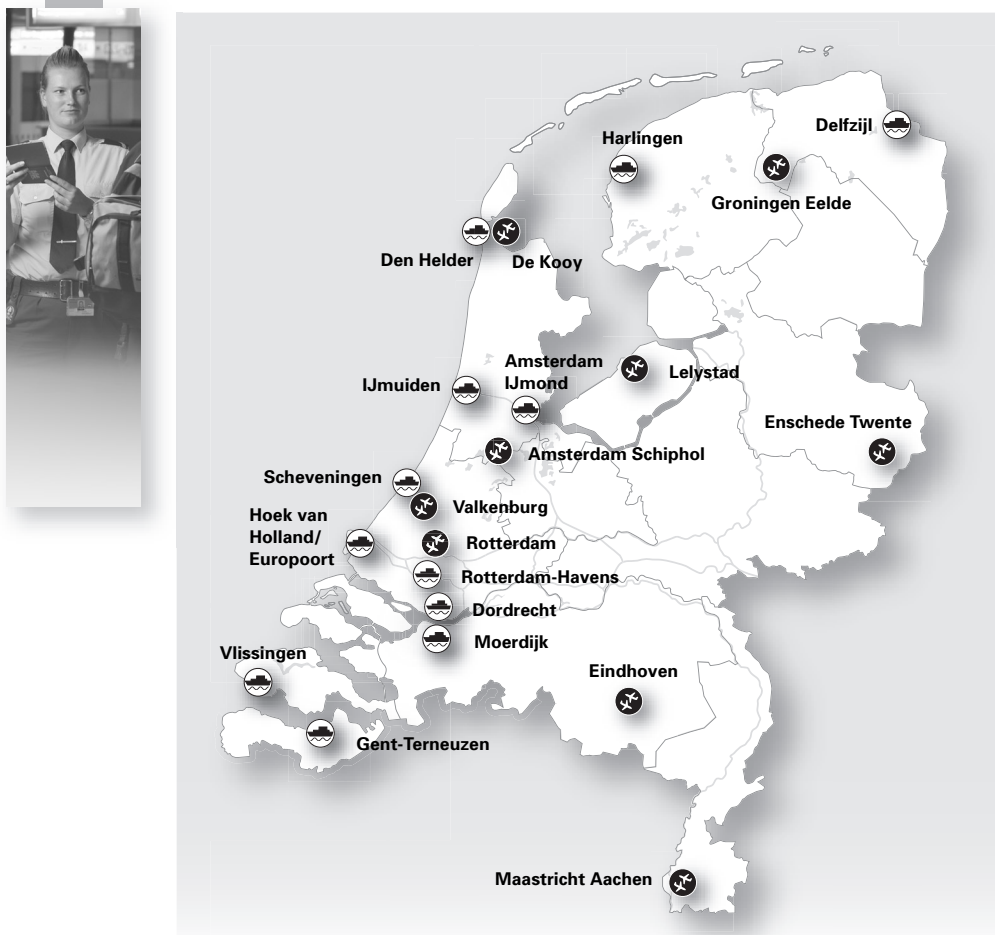 Harlingen
Delfzijl
Groningen Eelde
Den Helder
De Kooy
Amsterdam
IJmond
IJmuiden
Lelystad
Enschede Twente
Amsterdam Schiphol
Scheveningen
Valkenburg
Hoek van
Holland/
Europoort
Rotterdam
Rotterdam-Havens
Dordrecht
Moerdijk
Vlissingen
Eindhoven
Gent-Terneuzen
Maastricht Aachen